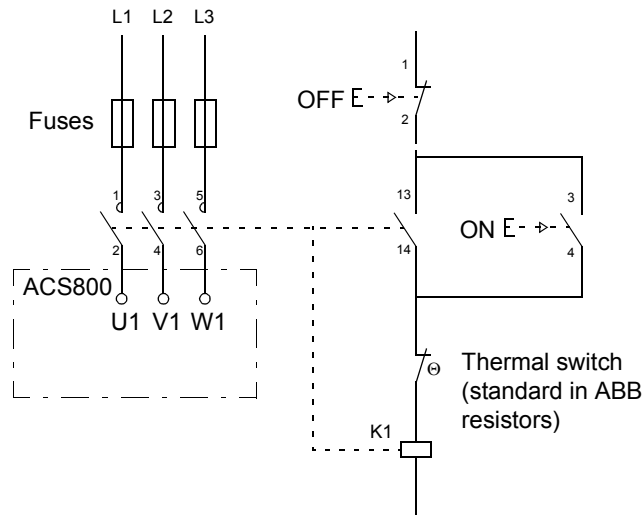 L1 L2 L3
1
OFF
2
Fuses
1 3 5
13
3
ON
2 4 6
14
4
ACS800
U1 V1 W1
Θ
Thermal switch
(standard in ABB
resistors)
K1